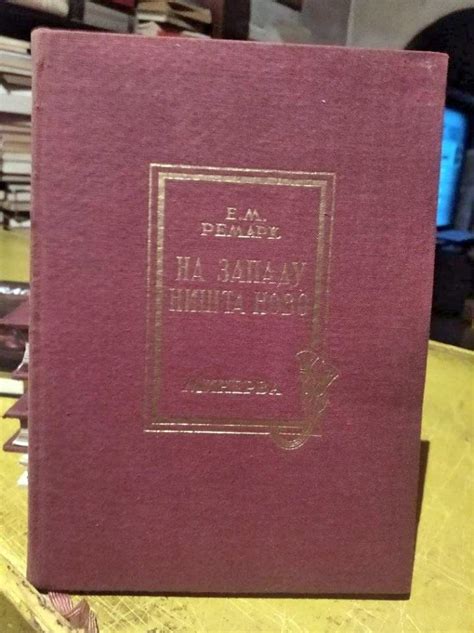 Е. М.
РЕМАРК
НА ЗАПАДУ
НИШТА НОВО
МИНЕРВА